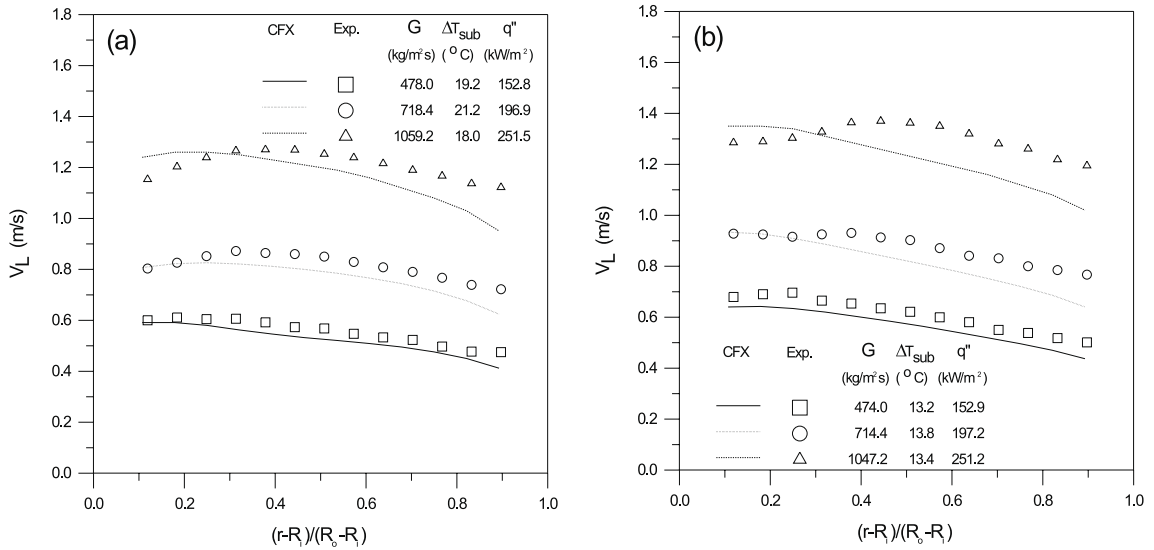 (a)
CFX Exp. G ΔT_sub q"
(kg/m²s) (°C) (kW/m²)
478.0 19.2 152.8
718.4 21.2 196.9
1059.2 18.0 251.5
1.8
1.6
1.4
1.2
1.0
0.8
0.6
0.4
0.2
0.0
V_L (m/s)
0.0 0.2 0.4 0.6 0.8 1.0
(r-R_i)/(R_o-R_i)
(b)
1.8
1.6
1.4
1.2
1.0
0.8
0.6
0.4
0.2
0.0
V_L (m/s)
CFX Exp. G ΔT_sub q"
(kg/m²s) (°C) (kW/m²)
474.0 13.2 152.9
714.4 13.8 197.2
1047.2 13.4 251.2
0.0 0.2 0.4 0.6 0.8 1.0
(r-R_i)/(R_o-R_i)